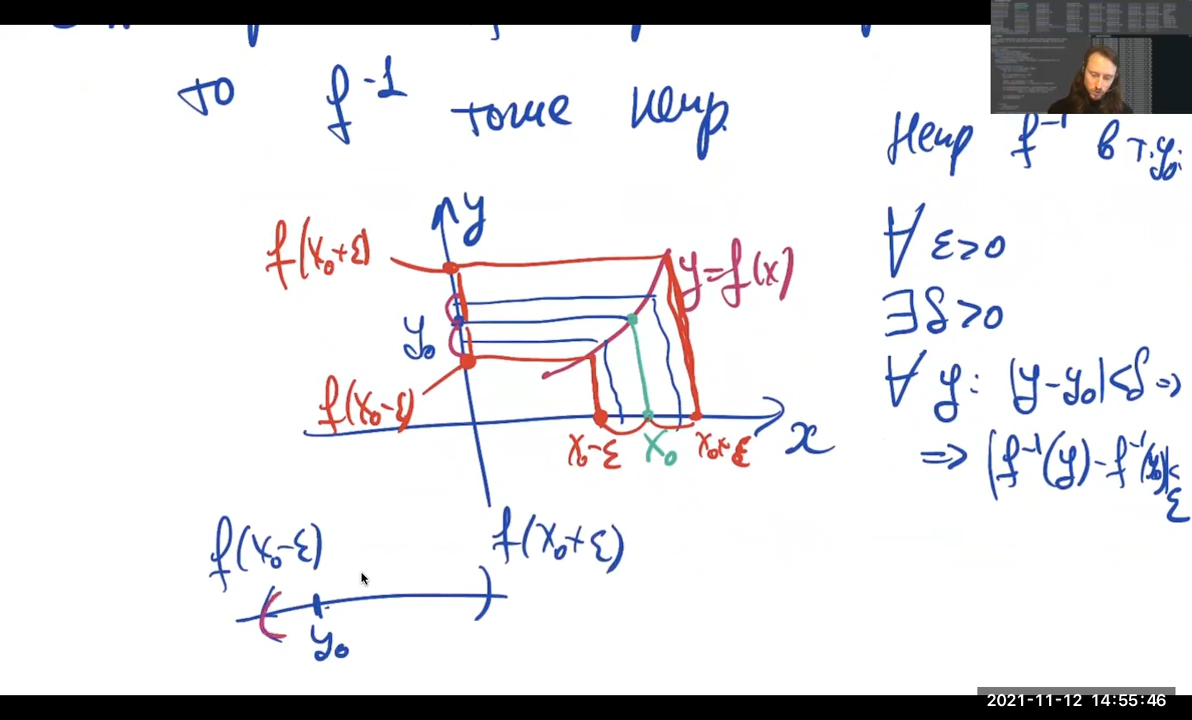 то f⁻¹ тоже непр.
Непр f⁻¹ в т. y₀:
∀ ε>0
∃ δ>0
∀ y: |y-y₀|<δ =>
=> |f⁻¹(y)-f⁻¹(y₀)|<ε
y
f(x₀+ε)
y=f(x)
y₀
f(x₀-ε)
x₀-ε x₀ x₀+ε x
f(x₀-ε) f(x₀+ε)
y₀
2021-11-12 14:55:46